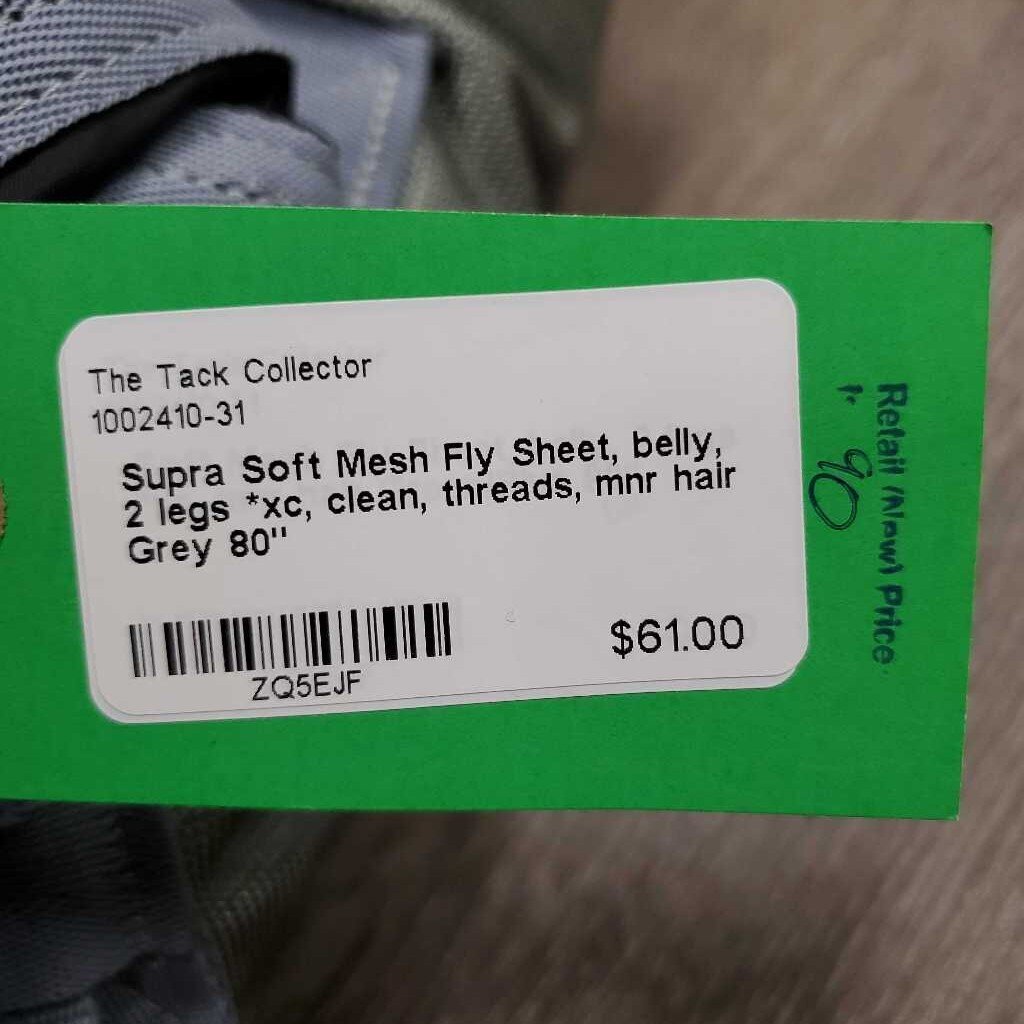 The Tack Collector
1002410-31
Supra Soft Mesh Fly Sheet, belly,
2 legs *xc, clean, threads, mnr hair
Grey 80"
ZQ5EJF
$61.00
Retail (New) Price
90